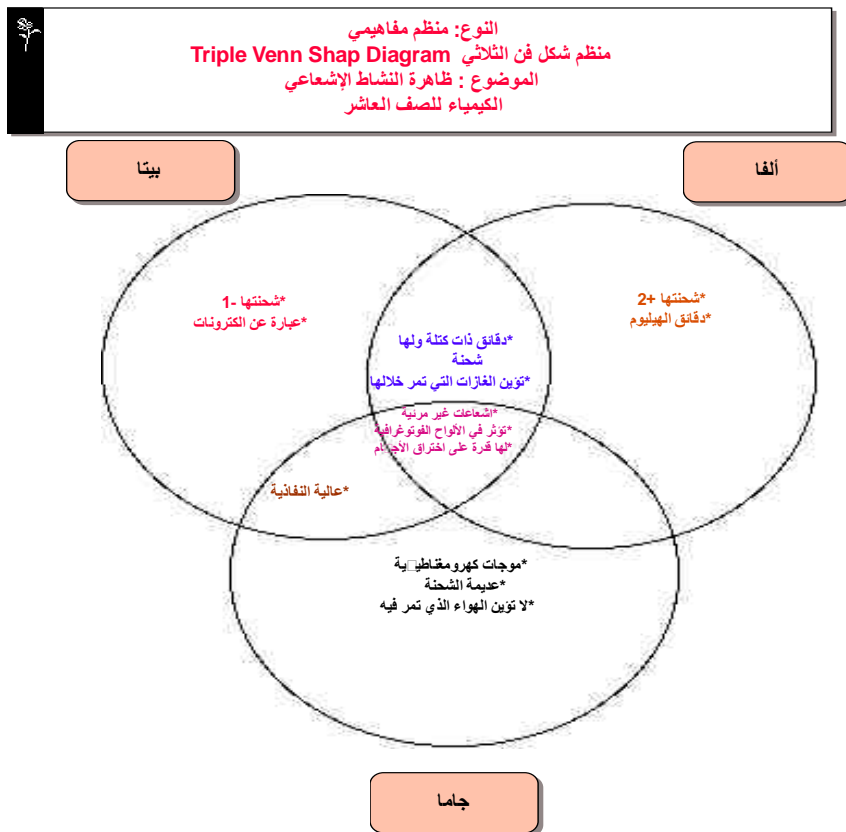 النوع: منظم مفاهيمي
منظم شكل فن الثلاثي Triple Venn Shap Diagram
الموضوع : ظاهرة النشاط الإشعاعي
الكيمياء للصف العاشر
ألفا
بيتا
*شحنتها +2
*دقائق الهيليوم
*شحنتها -1
*عبارة عن الكترونات
*دقائق ذات كتلة ولها
شحنة
*تؤين الغازات التي تمر خلالها
*اشعاعات غير مرئية
*تؤثر في الألواح الفوتوغرافية
*لها قدرة على اختراق الأجسام
*عالية النفاذية
*موجات كهرومغناطي□ية
*عديمة الشحنة
*لا تؤين الهواء الذي تمر فيه
جاما